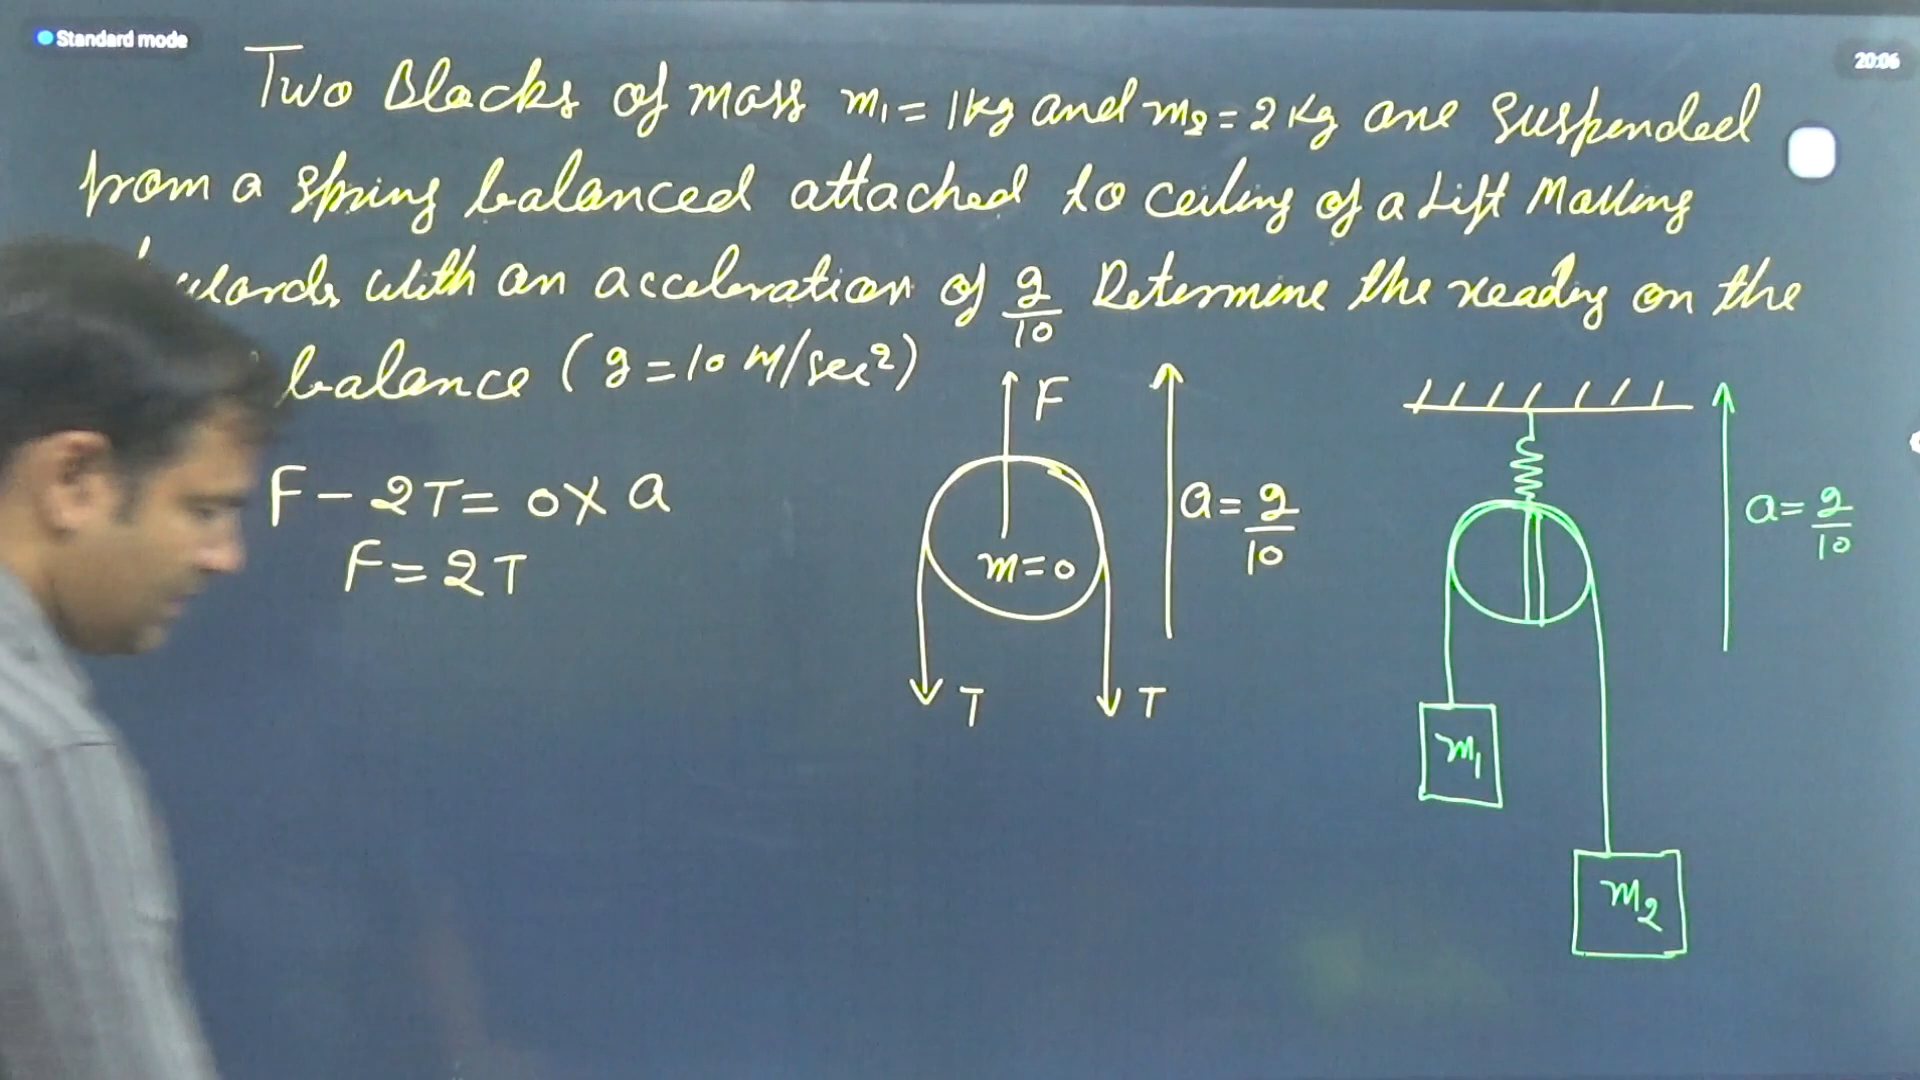 Standard mode
20:06
Two Blocks of mass m₁ = 1kg and m₂ = 2 Kg are suspended
from a spring balanced attached to ceiling of a Lift Moving
with an acceleration of g/10 Determine the reading on the
balance (g = 10 M/sec²)
F
a = g/10
a = g/10
F - 2T = 0 X a
m = 0
F = 2T
T
T
m₁
m₂